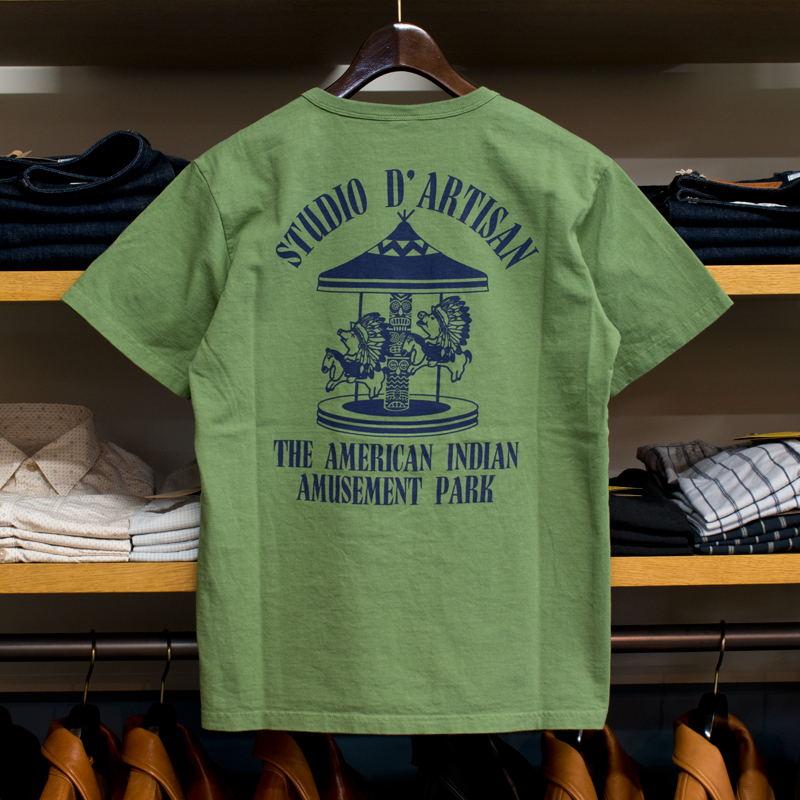 STUDIO D'ARTISAN
THE AMERICAN INDIAN
AMUSEMENT PARK